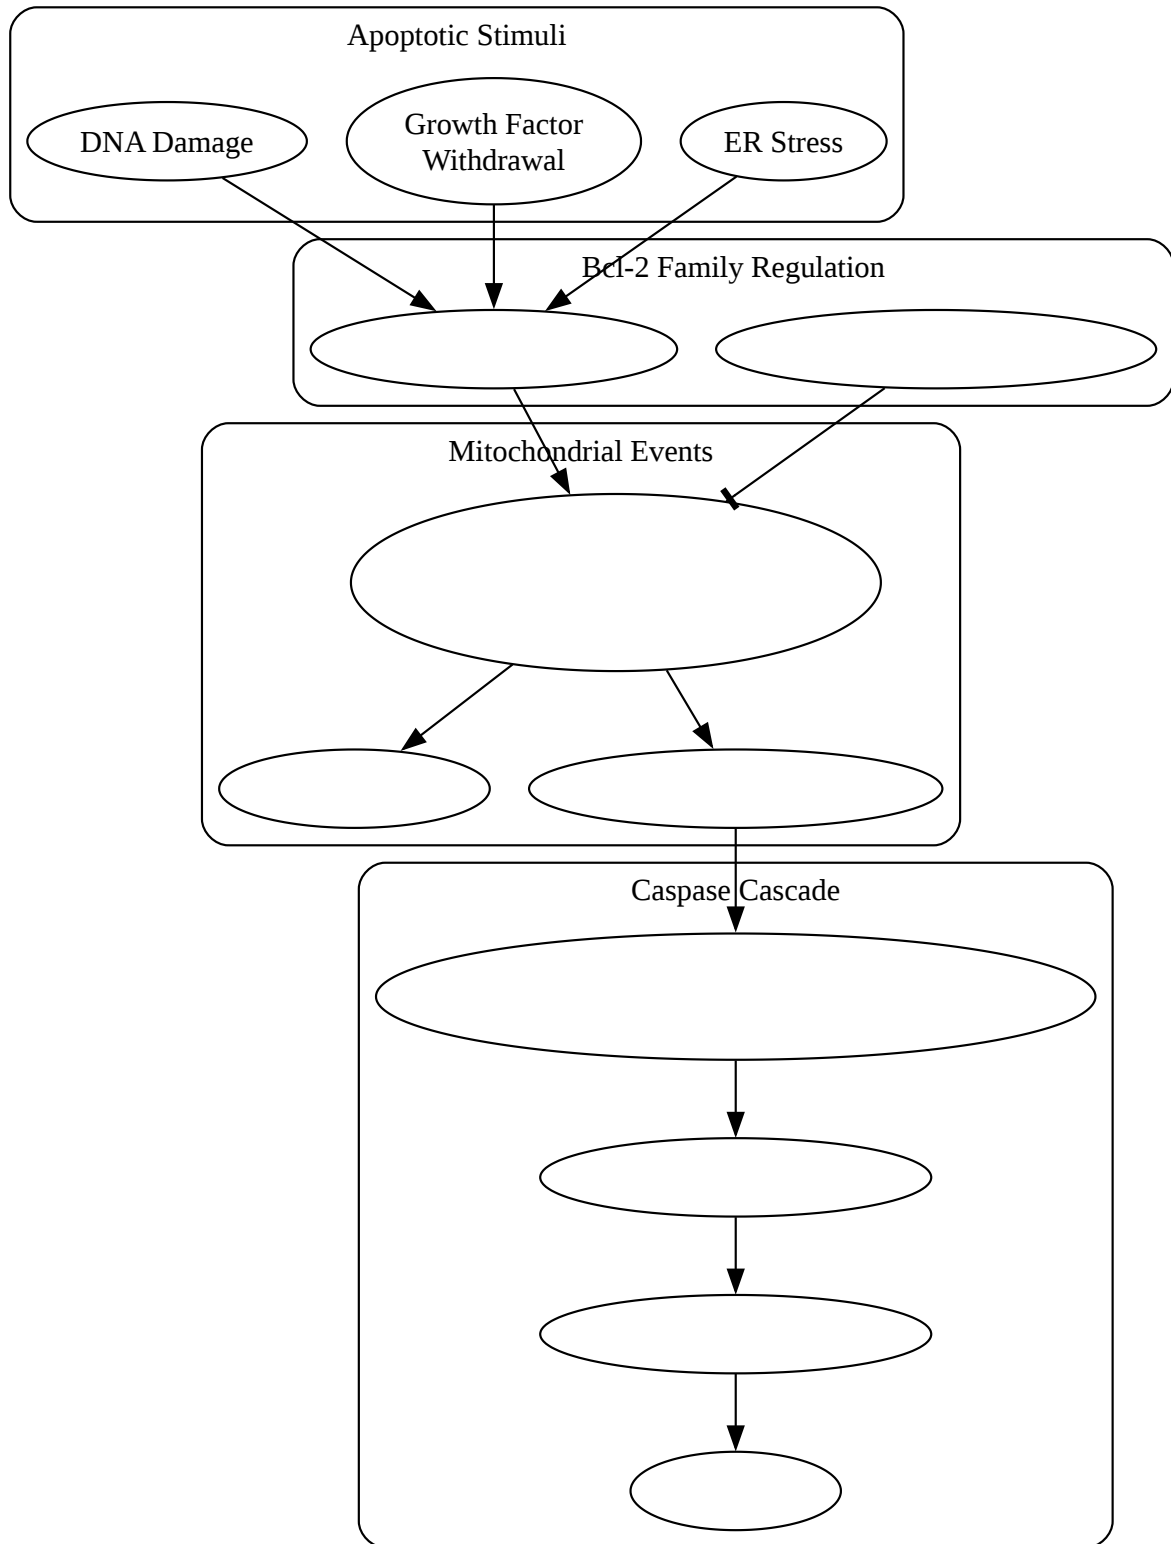 Apoptotic Stimuli
DNA Damage
Growth Factor
Withdrawal
ER Stress
Bcl-2 Family Regulation
Mitochondrial Events
Caspase Cascade